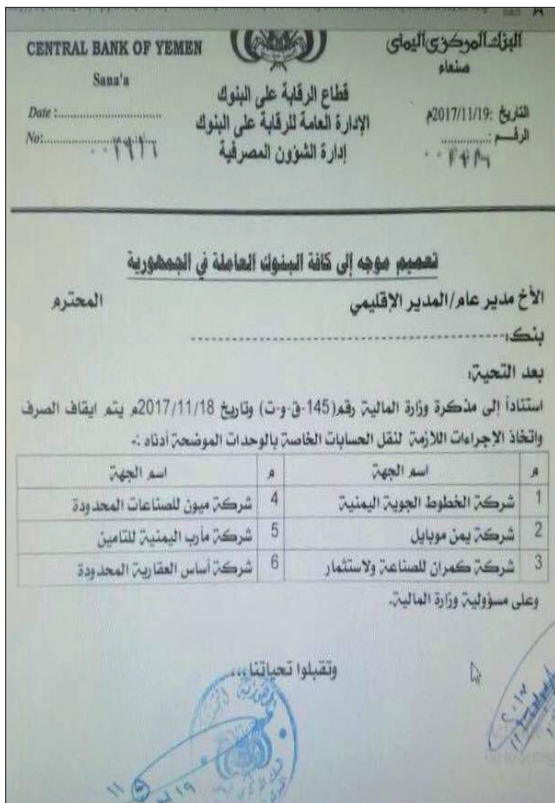 CENTRAL BANK OF YEMEN
Sana'a
Date :
No:
البنك المركزي اليمني
صنعاء
التاريخ :2017/11/19م
الرقم :
قطاع الرقابة على البنوك
الإدارة العامة للرقابة على البنوك
إدارة الشؤون المصرفية
تعميم موجه إلى كافة البنوك العاملة في الجمهورية
الأخ مدير عام/المدير الإقليمي المحترم
بنك:
بعد التحية،
استناداً إلى مذكرة وزارة المالية رقم(145-ق-و-ت) وتاريخ 2017/11/18م يتم ايقاف الصرف
واتخاذ الإجراءات اللازمة لنقل الحسابات الخاصة بالوحدات الموضحة أدناه :-
م اسم الجهة م اسم الجهة
1 شركة الخطوط الجوية اليمنية 4 شركة ميون للصناعات المحدودة
2 شركة يمن موبايل 5 شركة مأرب اليمنية للتامين
3 شركة كمران للصناعة ولاستثمار 6 شركة أساس العقارية المحدودة
وعلى مسؤولية وزارة المالية.
وتقبلوا تحياتنا ,,,